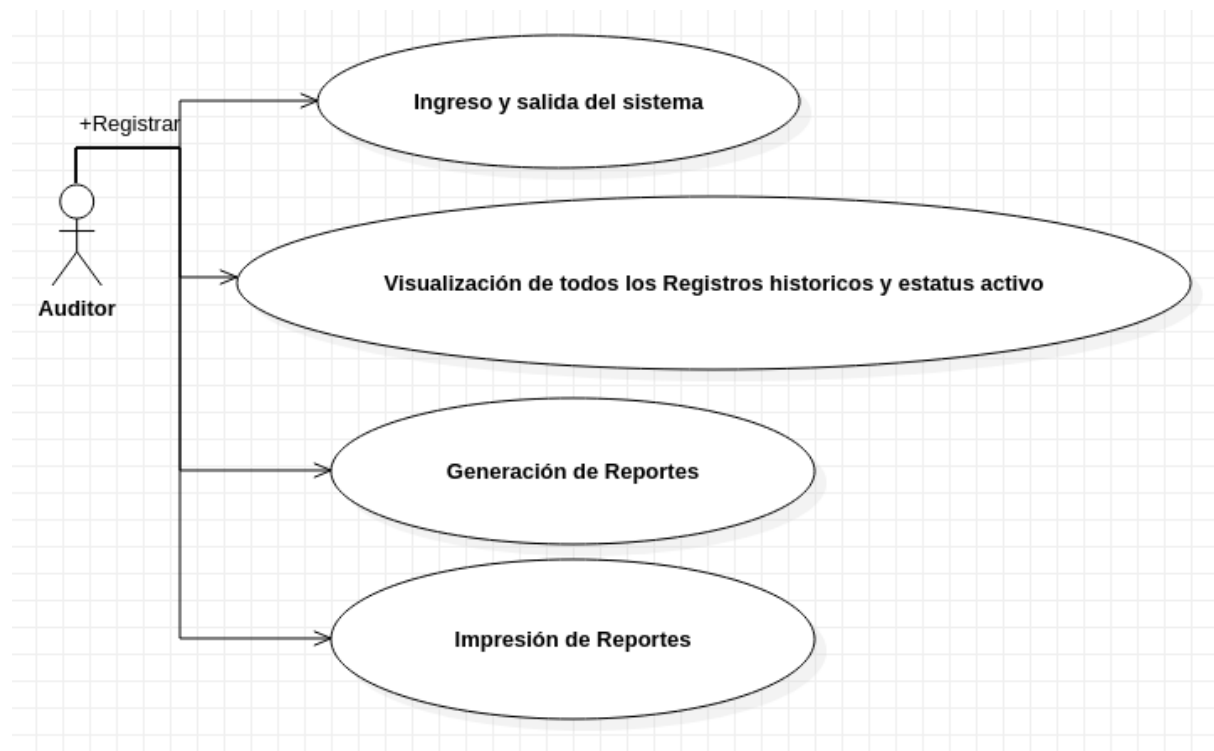 Ingreso y salida del sistema
+Registrar
Auditor
Visualización de todos los Registros historicos y estatus activo
Generación de Reportes
Impresión de Reportes